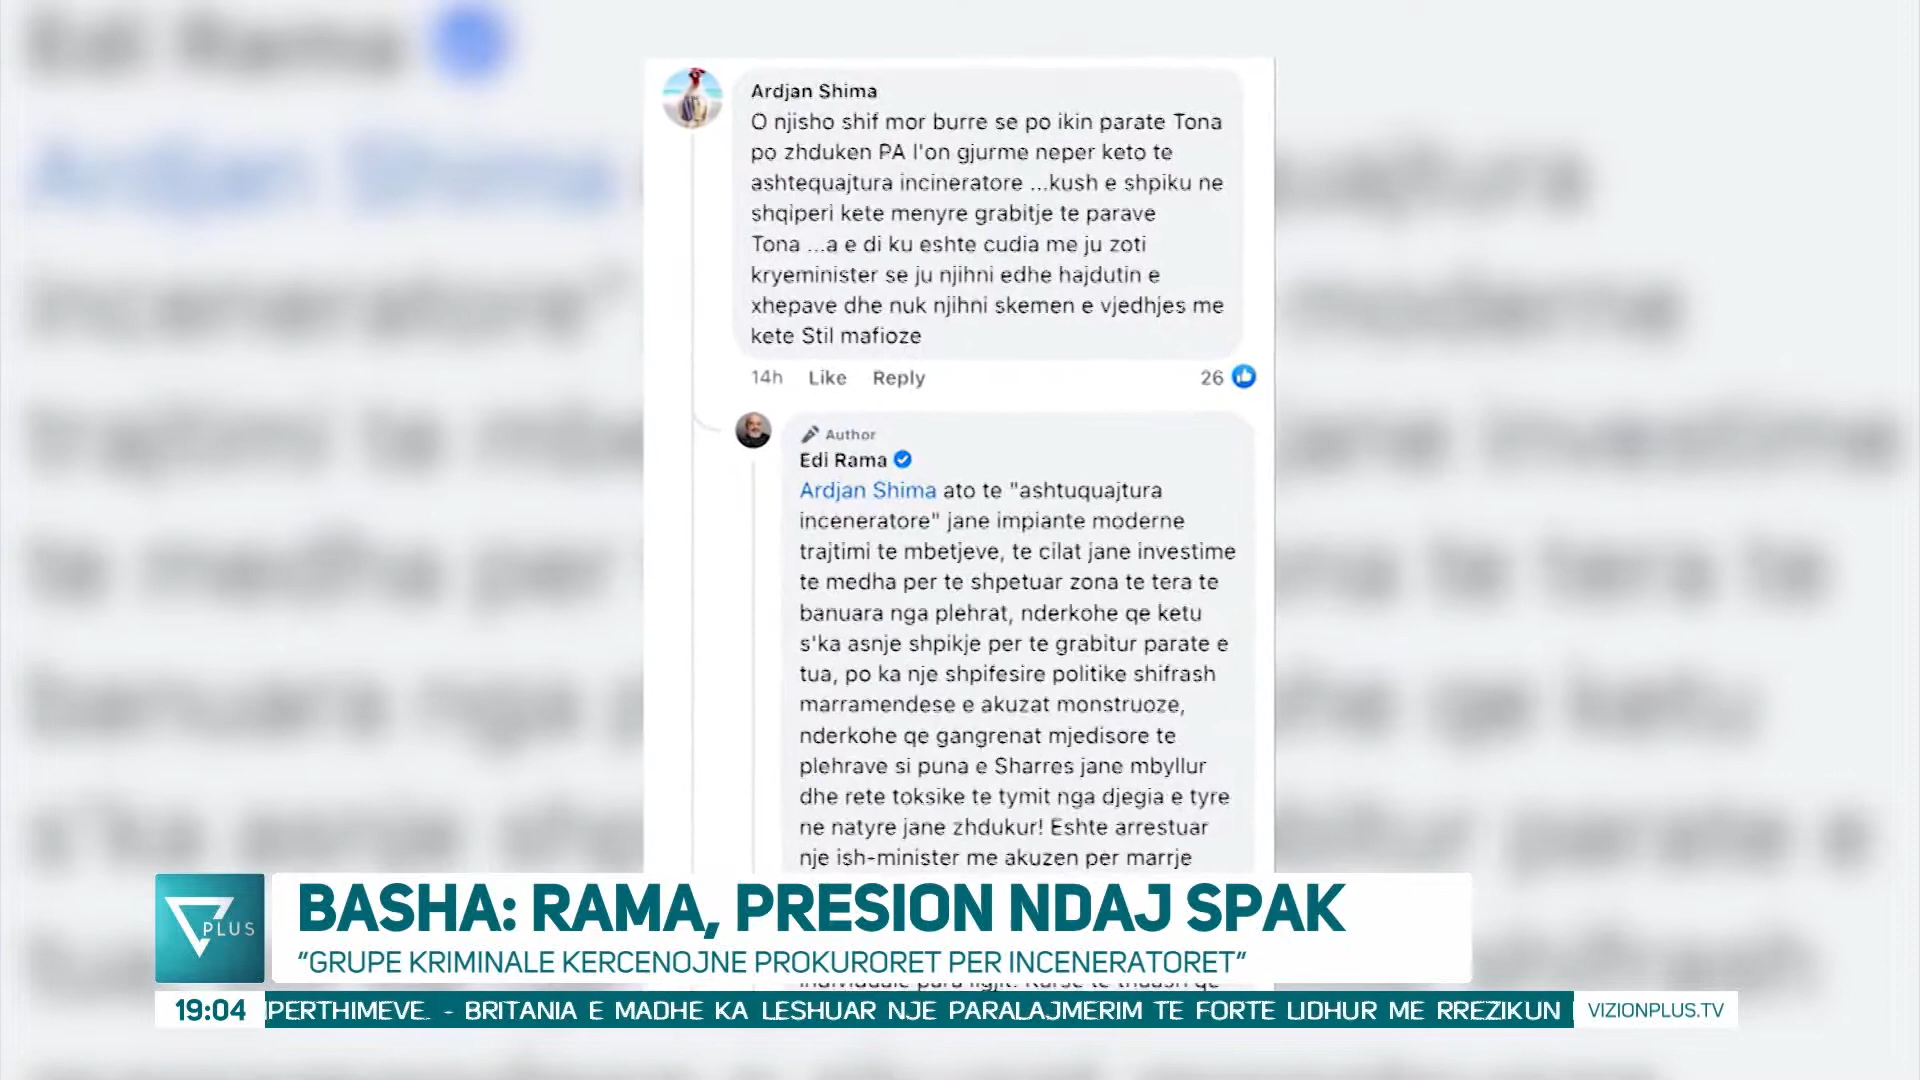 Ardjan Shima
O njisho shif mor burre se po ikin parate Tona
po zhduken PA l'on gjurme neper keto te
ashtequajtura incineratore ...kush e shpiku ne
shqiperi kete menyre grabitje te parave
Tona ...a e di ku eshte cudia me ju zoti
kryeminister se ju njihni edhe hajdutin e
xhepave dhe nuk njihni skemen e vjedhjes me
kete Stil mafioze
14h Like Reply 26
Author
Edi Rama
Ardjan Shima ato te "ashtuquajtura
inceneratore" jane impiante moderne
trajtimi te mbetjeve, te cilat jane investime
te medha per te shpetuar zona te tera te
banuara nga plehrat, nderkohe qe ketu
s'ka asnje shpikje per te grabitur parate e
tua, po ka nje shpifesire politike shifrash
marramendese e akuzat monstruoze,
nderkohe qe gangrenat mjedisore te
plehrave si puna e Sharres jane mbyllur
dhe rete toksike te tymit nga djegia e tyre
ne natyre jane zhdukur! Eshte arrestuar
nje ish-minister me akuzen per marrje
PLUS
BASHA: RAMA, PRESION NDAJ SPAK
"GRUPE KRIMINALE KERCENOJNE PROKURORET PER INCENERATORET"
19:04 PERTHIMEVE. - BRITANIA E MADHE KA LESHUAR NJE PARALAJMERIM TE FORTE LIDHUR ME RREZIKUN
VIZIONPLUS.TV